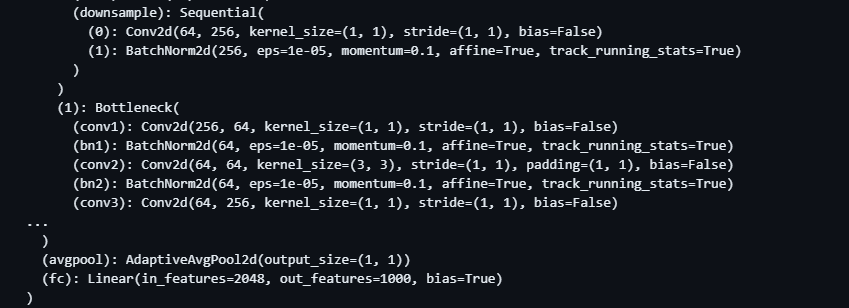 (downsample): Sequential(
(0): Conv2d(64, 256, kernel_size=(1, 1), stride=(1, 1), bias=False)
(1): BatchNorm2d(256, eps=1e-05, momentum=0.1, affine=True, track_running_stats=True)
)
)
(1): Bottleneck(
(conv1): Conv2d(256, 64, kernel_size=(1, 1), stride=(1, 1), bias=False)
(bn1): BatchNorm2d(64, eps=1e-05, momentum=0.1, affine=True, track_running_stats=True)
(conv2): Conv2d(64, 64, kernel_size=(3, 3), stride=(1, 1), padding=(1, 1), bias=False)
(bn2): BatchNorm2d(64, eps=1e-05, momentum=0.1, affine=True, track_running_stats=True)
(conv3): Conv2d(64, 256, kernel_size=(1, 1), stride=(1, 1), bias=False)
...
)
(avgpool): AdaptiveAvgPool2d(output_size=(1, 1))
(fc): Linear(in_features=2048, out_features=1000, bias=True)
)